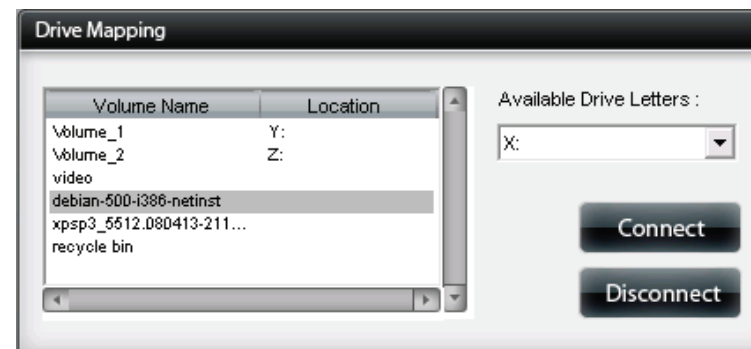 Drive Mapping
Volume Name Location
Available Drive Letters :
Volume_1 Y:
X:
Volume_2 Z:
video
debian-500-i386-netinst
xpsp3_5512.080413-211...
recycle bin
Connect
Disconnect